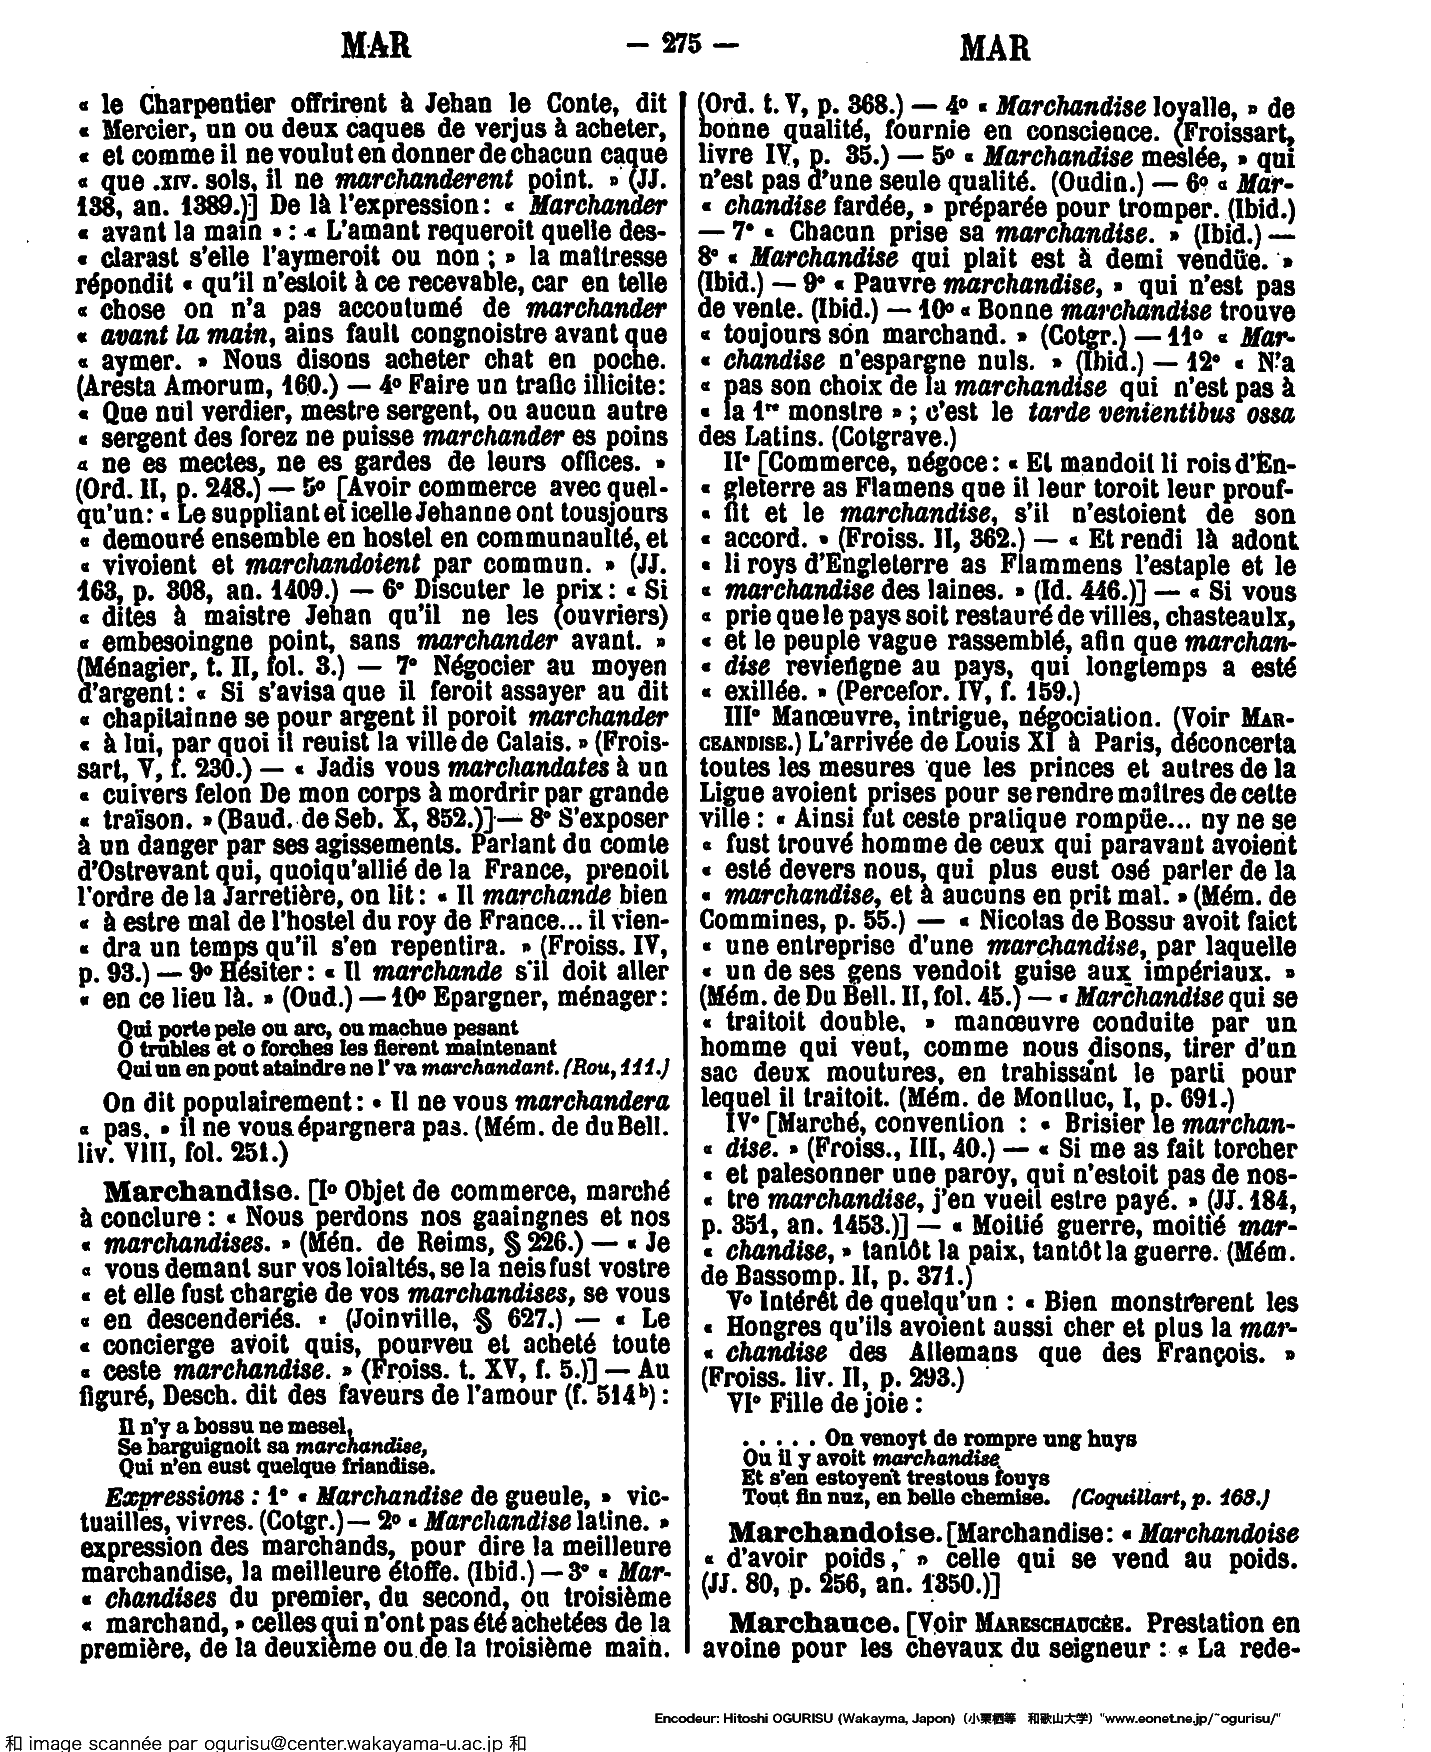 MAR
— 275 —
MAR
« le Charpentier offrirent à Jehan le Conte, dit
« Mercier, un ou deux caques de verjus à acheter,
« et comme il ne voulut en donner de chacun caque
« que .xiv. sols, il ne marchanderent point. » (JJ.
138, an. 1389.)] De là l'expression: « Marchander
« avant la main » : « L'amant requeroit quelle des-
« clarast s'elle l'aymeroit ou non ; » la maîtresse
répondit « qu'il n'estoit à ce recevable, car en telle
« chose on n'a pas accoutumé de marchander
« avant la main, ains fault congnoistre avant que
« aymer. » Nous disons acheter chat en poche.
(Aresta Amorum, 160.) — 4º Faire un trafic illicite:
« Que nul verdier, mestre sergent, ou aucun autre
« sergent des forez ne puisse marchander es poins
« ne es mectes, ne es gardes de leurs offices. »
(Ord. II, p. 248.) — 5º [Avoir commerce avec quel-
qu'un: « Le suppliant et icelle Jehanne ont tousjours
« demouré ensemble en hostel en communaulté, et
« vivoient et marchandoient par commun. » (JJ.
163, p. 308, an. 1409.) — 6º Discuter le prix : « Si
« dites à maistre Jehan qu'il ne les (ouvriers)
« embesoingne point, sans marchander avant. »
(Ménagier, t. II, fol. 3.) — 7º Négocier au moyen
d'argent : « Si s'avisa que il feroit assayer au dit
« chapitainne se pour argent il poroit marchander
« à lui, par quoi il reuist la ville de Calais. » (Frois-
sart, V, f. 230.) — « Jadis vous marchandates à un
« cuivers felon De mon corps à mordrir par grande
« traïson. » (Baud. de Seb. X, 852.)] — 8º S'exposer
à un danger par ses agissements. Parlant du comte
d'Ostrevant qui, quoiqu'allié de la France, prenoit
l'ordre de la Jarretière, on lit : « Il marchande bien
« à estre mal de l'hostel du roy de France... il vien-
« dra un temps qu'il s'en repentira. » (Froiss. IV,
p. 93.) — 9º Hésiter : « Il marchande s'il doit aller
« en ce lieu là. » (Oud.) — 10º Epargner, ménager :
Qui porte pele ou arc, ou machue pesant
O trubles et o forches les fierent maintenant
Qui un en pout ataindre ne l'va marchandant. (Rou, 111.)
On dit populairement : « Il ne vous marchandera
« pas. » il ne vous épargnera pas. (Mém. de du Bell.
liv. VIII, fol. 251.)
Marchandise. [Iº Objet de commerce, marché
à conclure : « Nous perdons nos gaaingnes et nos
« marchandises. » (Mén. de Reims, § 226.) — « Je
« vous demant sur vos loialtés, se la neis fust vostre
« et elle fust chargie de vos marchandises, se vous
« en descenderiés. » (Joinville, § 627.) — « Le
« concierge avoit quis, pourveu et acheté toute
« ceste marchandise. » (Froiss. t. XV, f. 5.)] — Au
figuré, Desch. dit des faveurs de l'amour (f. 514ᵇ) :
Il n'y a bossu ne mesel,
Se barguignoit sa marchandise,
Qui n'en eust quelque friandise.
Expressions : 1º « Marchandise de gueule, » vic-
tuailles, vivres. (Cotgr.) — 2º « Marchandise latine. »
expression des marchands, pour dire la meilleure
marchandise, la meilleure étoffe. (Ibid.) — 3º « Mar-
« chandises du premier, du second, ou troisième
« marchand, » celles qui n'ont pas été achetées de la
première, de la deuxième ou de la troisième main.
(Ord. t. V, p. 368.) — 4º « Marchandise loyalle, » de
bonne qualité, fournie en conscience. (Froissart,
livre IV, p. 35.) — 5º « Marchandise meslée, » qui
n'est pas d'une seule qualité. (Oudin.) — 6º « Mar-
« chandise fardée, » préparée pour tromper. (Ibid.)
— 7º « Chacun prise sa marchandise. » (Ibid.) —
8º « Marchandise qui plait est à demi vendüe. »
(Ibid.) — 9º « Pauvre marchandise, » qui n'est pas
de vente. (Ibid.) — 10º « Bonne marchandise trouve
« toujours son marchand. » (Cotgr.) — 11º « Mar-
« chandise n'espargne nuls. » (Ibid.) — 12º « N'a
« pas son choix de la marchandise qui n'est pas à
« la 1re monstre » ; c'est le tarde venientibus ossa
des Latins. (Cotgrave.)
IIº [Commerce, négoce : « Et mandoit li rois d'En-
« gleterre as Flamens que il leur toroit leur prouf-
« fit et le marchandise, s'il n'estoient de son
« accord. » (Froiss. II, 362.) — « Et rendi là adont
« li roys d'Engleterre as Flammens l'estaple et le
« marchandise des laines. » (Id. 446.)] — « Si vous
« prie que le pays soit restauré de villes, chasteaulx,
« et le peuple vague rassemblé, afin que marchan-
« dise reviengne au pays, qui longtemps a esté
« exillée. » (Percefor. IV, f. 159.)
IIIº Manœuvre, intrigue, négociation. (Voir MAR-
CEANDISE.) L'arrivée de Louis XI à Paris, déconcerta
toutes les mesures que les princes et autres de la
Ligue avoient prises pour se rendre maîtres de cette
ville : « Ainsi fut ceste pratique rompüe... ny ne se
« fust trouvé homme de ceux qui paravant avoient
« esté devers nous, qui plus eust osé parler de la
« marchandise, et à aucuns en prit mal. » (Mém. de
Commines, p. 55.) — « Nicolas de Bossu avoit faict
« une entreprise d'une marchandise, par laquelle
« un de ses gens vendoit guise aux impériaux. »
(Mém. de Du Bell. II, fol. 45.) — « Marchandise qui se
« traitoit double, » manœuvre conduite par un
homme qui veut, comme nous disons, tirer d'un
sac deux moutures, en trahissant le parti pour
lequel il traitoit. (Mém. de Montluc, I, p. 691.)
IVº [Marché, convention : « Brisier le marchan-
« dise. » (Froiss., III, 40.) — « Si me as fait torcher
« et palesonner une paroy, qui n'estoit pas de nos-
« tre marchandise, j'en vueil estre payé. » (JJ. 184,
p. 351, an. 1453.)] — « Moitié guerre, moitié mar-
« chandise, » tantôt la paix, tantôt la guerre. (Mém.
de Bassomp. II, p. 371.)
Vº Intérêt de quelqu'un : « Bien monstrerent les
« Hongres qu'ils avoient aussi cher et plus la mar-
« chandise des Allemans que des François. »
(Froiss. liv. II, p. 293.)
VIº Fille de joie :
. . . . . On venoyt de rompre ung huys
Ou il y avoit marchandise
Et s'en estoyent trestous fouys
Tout fin nuz, en belle chemise. (Coquillart, p. 163.)
Marchandoise. [Marchandise : « Marchandoise
« d'avoir poids, » celle qui se vend au poids.
(JJ. 80, p. 256, an. 1350.)]
Marchauce. [Voir MARESCHAUCÉE. Prestation en
avoine pour les chevaux du seigneur : « La rede-
Encodeur: Hitoshi OGURISU (Wakayma, Japon) (小栗栖等 和歌山大学) "www.eonet.ne.jp/~ogurisu/"
和 image scannée par ogurisu@center.wakayama-u.ac.jp 和